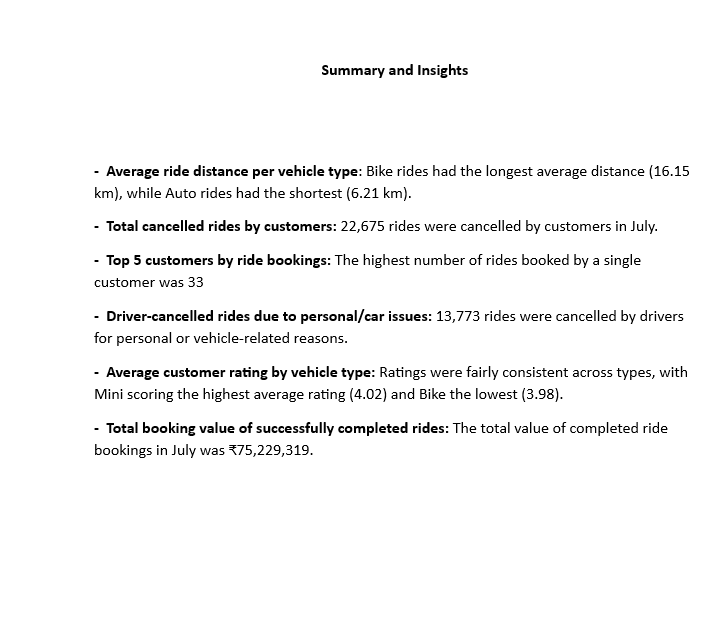 Summary and Insights
- Average ride distance per vehicle type: Bike rides had the longest average distance (16.15
km), while Auto rides had the shortest (6.21 km).
- Total cancelled rides by customers: 22,675 rides were cancelled by customers in July.
- Top 5 customers by ride bookings: The highest number of rides booked by a single
customer was 33
- Driver-cancelled rides due to personal/car issues: 13,773 rides were cancelled by drivers
for personal or vehicle-related reasons.
- Average customer rating by vehicle type: Ratings were fairly consistent across types, with
Mini scoring the highest average rating (4.02) and Bike the lowest (3.98).
- Total booking value of successfully completed rides: The total value of completed ride
bookings in July was ₹75,229,319.